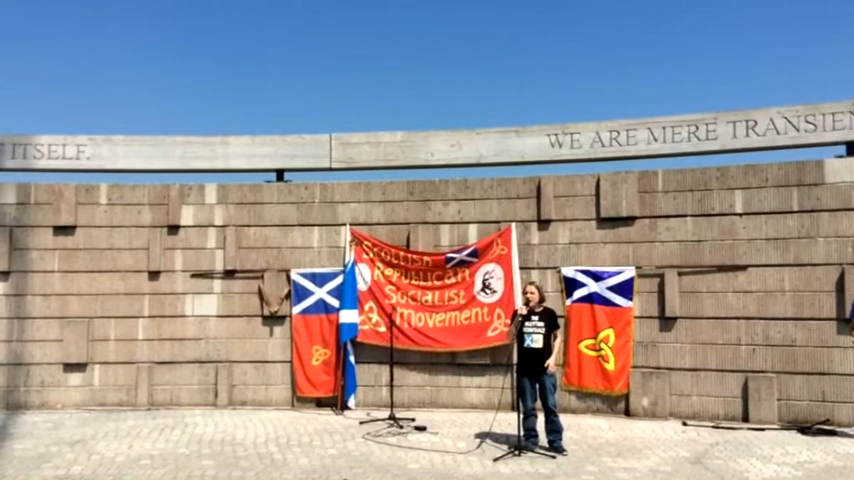 ITSELF.
WE ARE MERE TRANSIEN
Scottish
Republican
Socialist
Movement